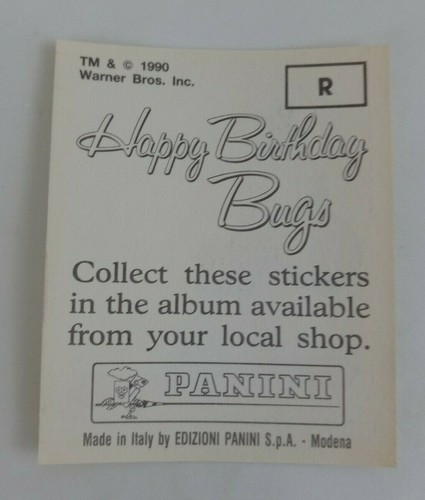 TM & © 1990
Warner Bros. Inc.
R
Happy Birthday
Bugs
Collect these stickers
in the album available
from your local shop.
PANINI
Made in Italy by EDIZIONI PANINI S.p.A. - Modena